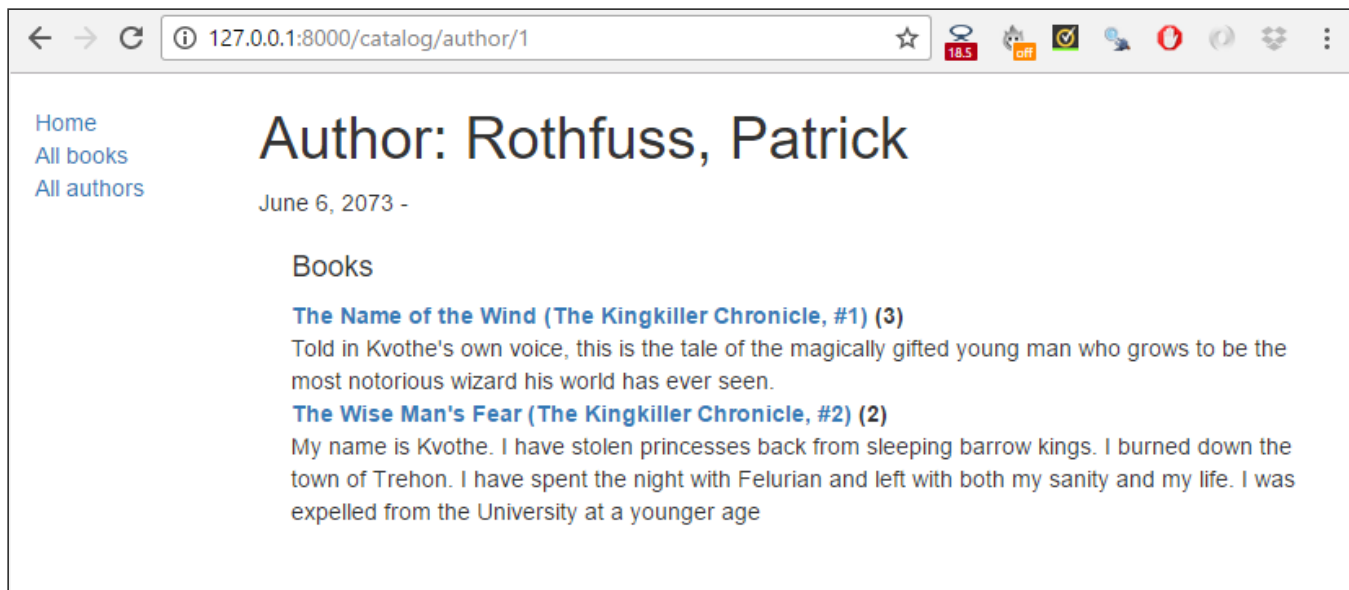 127.0.0.1:8000/catalog/author/1
18.5
off
Home
All books
All authors
Author: Rothfuss, Patrick
June 6, 2073 -
Books
The Name of the Wind (The Kingkiller Chronicle, #1) (3)
Told in Kvothe's own voice, this is the tale of the magically gifted young man who grows to be the
most notorious wizard his world has ever seen.
The Wise Man's Fear (The Kingkiller Chronicle, #2) (2)
My name is Kvothe. I have stolen princesses back from sleeping barrow kings. I burned down the
town of Trehon. I have spent the night with Felurian and left with both my sanity and my life. I was
expelled from the University at a younger age